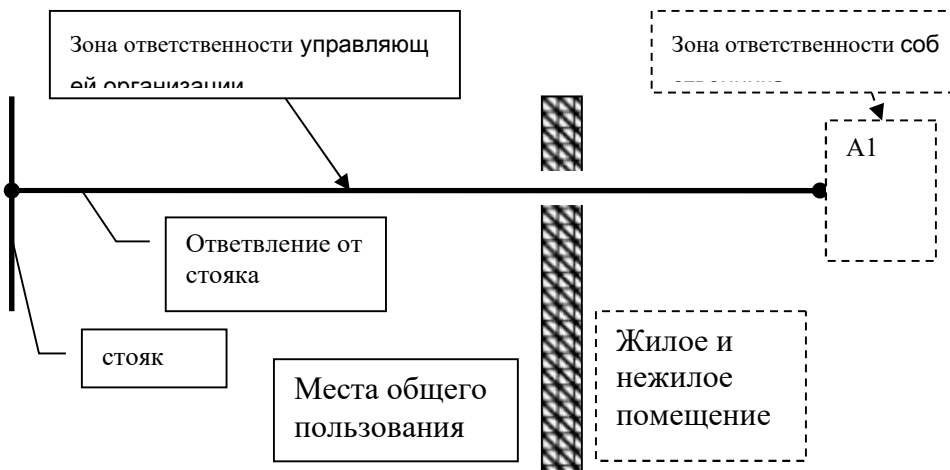 Зона ответственности управляющ
ей организации
Зона ответственности соб
А1
Ответвление от
стояка
стояк
Места общего
пользования
Жилое и
нежилое
помещение